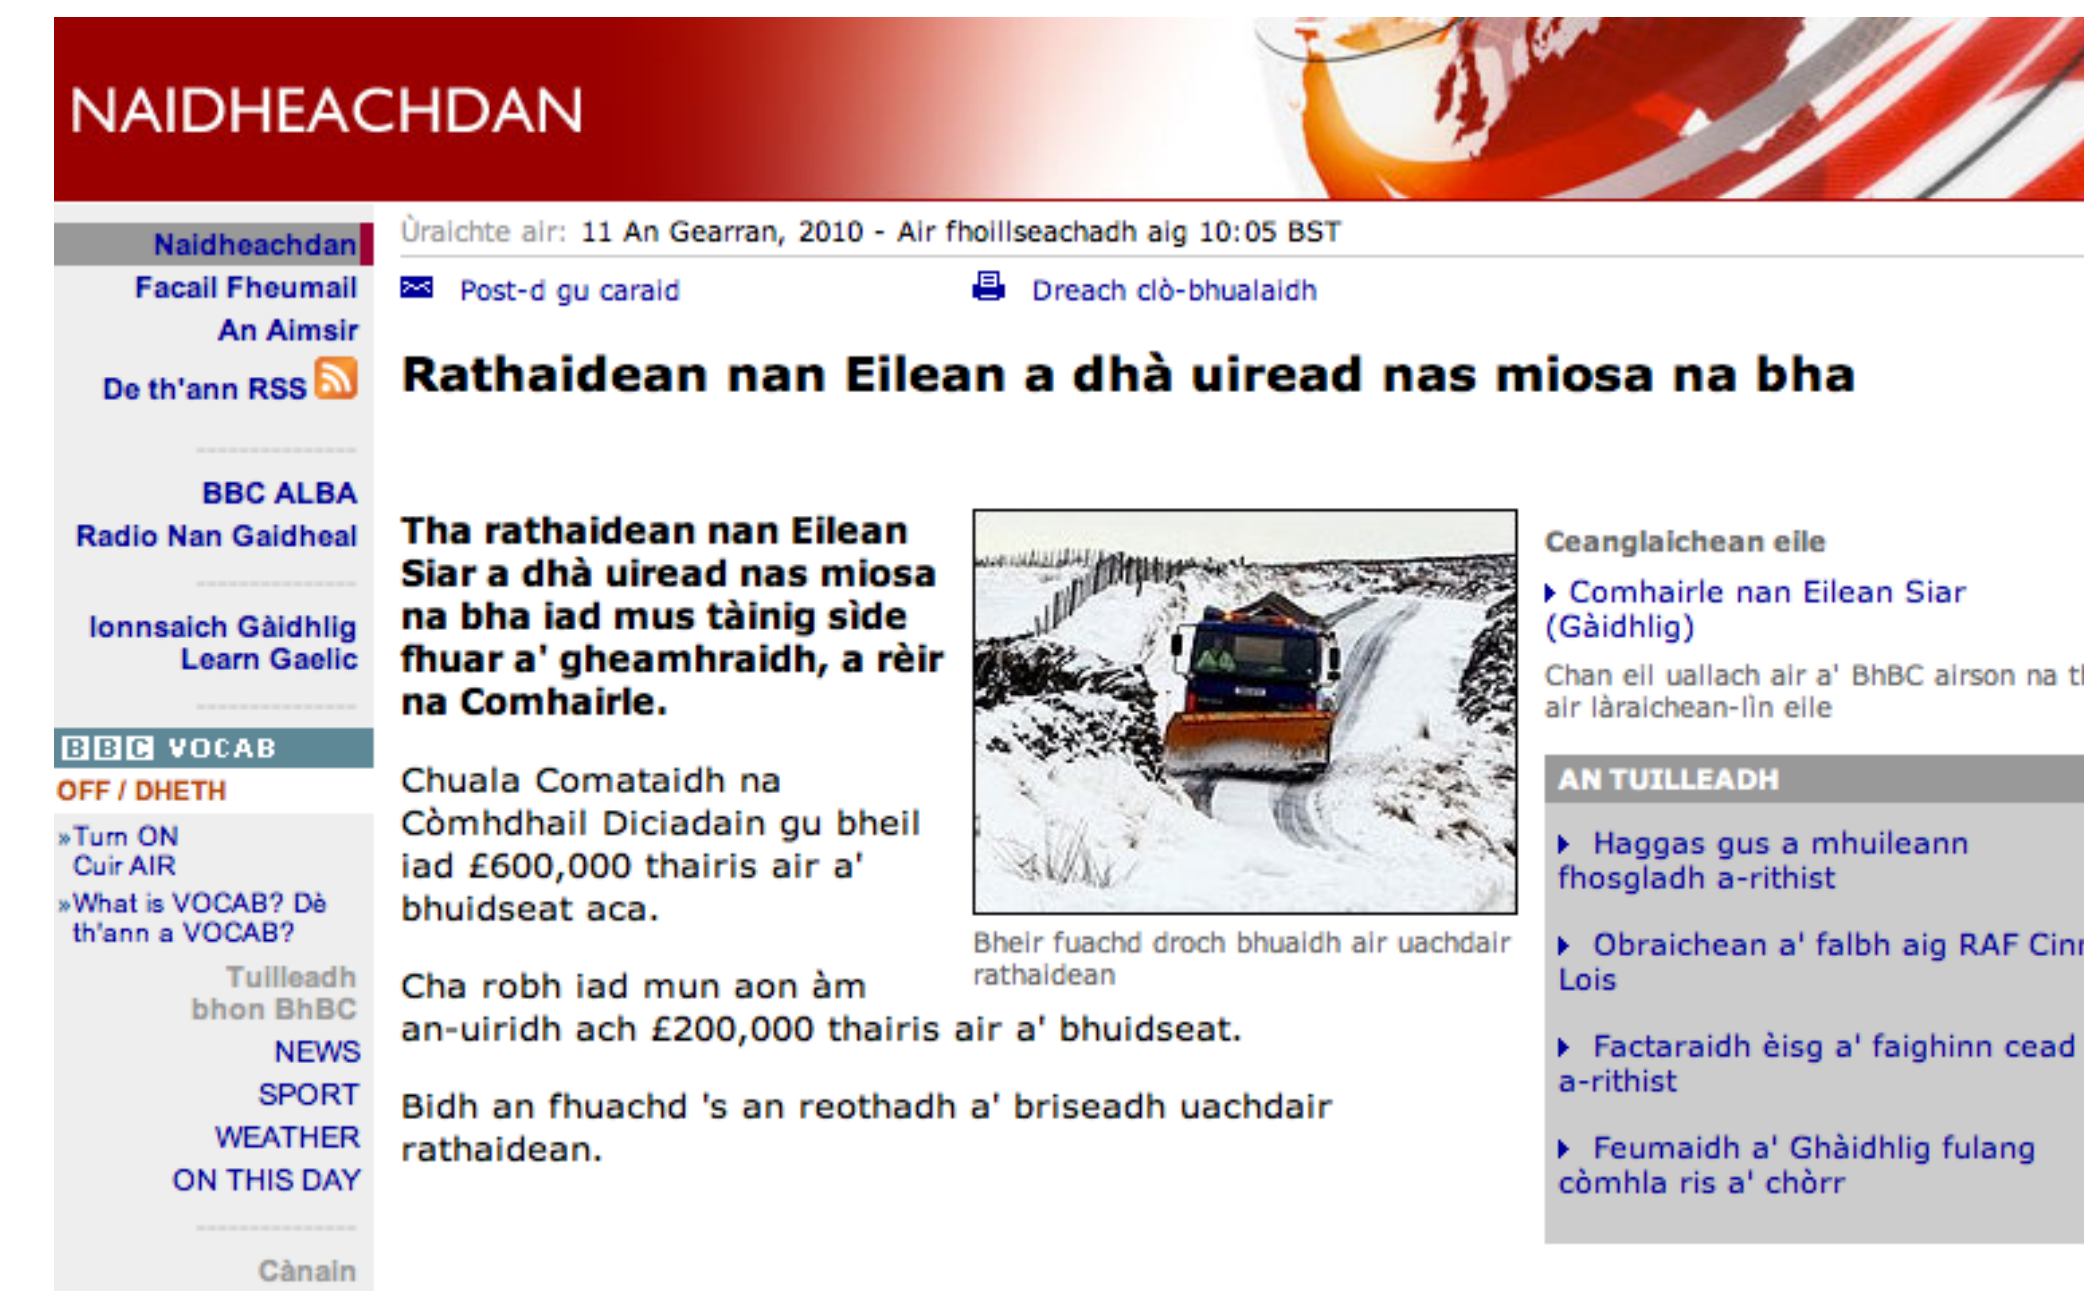 NAIDHEACHDAN
Naidheachdan
Facail Fheumail
An Aimsir
De th'ann RSS
BBC ALBA
Radio Nan Gaidheal
Ionnsaich Gàidhlig
Learn Gaelic
BBC VOCAB
OFF / DHETH
»Turn ON
Cuir AIR
»What is VOCAB? Dè
th'ann a VOCAB?
Tuilleadh
bhon BhBC
NEWS
SPORT
WEATHER
ON THIS DAY
Cànain
Ùraichte air: 11 An Gearran, 2010 - Air fhoillseachadh aig 10:05 BST
Post-d gu caraid
Dreach clò-bhualaidh
Rathaidean nan Eilean a dhà uiread nas miosa na bha
Tha rathaidean nan Eilean
Siar a dhà uiread nas miosa
na bha iad mus tàinig sìde
fhuar a' gheamhraidh, a rèir
na Comhairle.
Chuala Comataidh na
Còmhdhail Diciadain gu bheil
iad £600,000 thairis air a'
bhuidseat aca.
Cha robh iad mun aon àm
an-uiridh ach £200,000 thairis air a' bhuidseat.
Bidh an fhuachd 's an reothadh a' briseadh uachdair
rathaidean.
Bheir fuachd droch bhuaidh air uachdair
rathaidean
Ceanglaichean eile
Comhairle nan Eilean Siar
(Gàidhlig)
Chan eil uallach air a' BhBC airson na
air làraichean-lìn eile
AN TUILLEADH
Haggas gus a mhuileann
fhosgladh a-rithist
Obraichean a' falbh aig RAF
Lois
Factaraidh èisg a' faighinn cead
a-rithist
Feumaidh a' Ghàidhlig fulang
còmhla ris a' chòrr